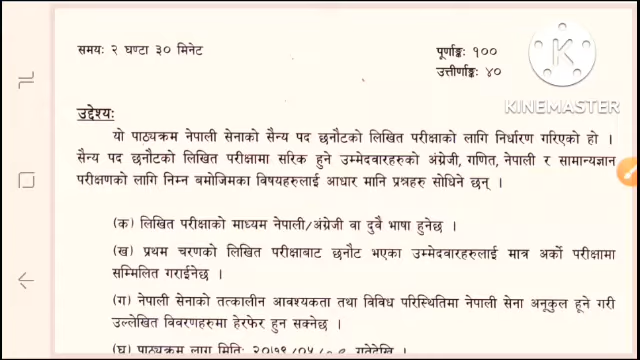 समयः २ घण्टा ३० मिनेट
पूर्णाङ्कः १००
उत्तीर्णाङ्कः ४०
KINEMASTER
उद्देश्यः
यो पाठ्यक्रम नेपाली सेनाको सैन्य पद छनौटको लिखित परीक्षाको लागि निर्धारण गरिएको हो ।
सैन्य पद छनौटको लिखित परीक्षामा सरिक हुने उम्मेदवारहरुको अंग्रेजी, गणित, नेपाली र सामान्यज्ञान
परीक्षणको लागि निम्न बमोजिमका विषयहरुलाई आधार मानि प्रश्नहरु सोधिने छन् ।
(क) लिखित परीक्षाको माध्यम नेपाली/अंग्रेजी वा दुवै भाषा हुनेछ ।
(ख) प्रथम चरणको लिखित परीक्षाबाट छनौट भएका उम्मेदवारहरुलाई मात्र अर्को परीक्षामा
सम्मिलित गराईनेछ ।
(ग) नेपाली सेनाको तत्कालीन आवश्यकता तथा विविध परिस्थितिमा नेपाली सेना अनुकूल हूने गरी
उल्लेखित विवरणहरुमा हेरफेर हुन सक्नेछ ।
(घ) पाठ्यक्रम लागू मितिः २०७९/०५/ गतेदेखि ।